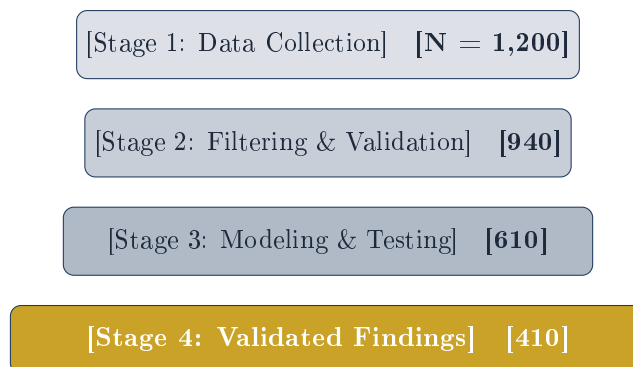 [Stage 1: Data Collection] [N = 1,200]
[Stage 2: Filtering & Validation] [940]
[Stage 3: Modeling & Testing] [610]
[Stage 4: Validated Findings] [410]